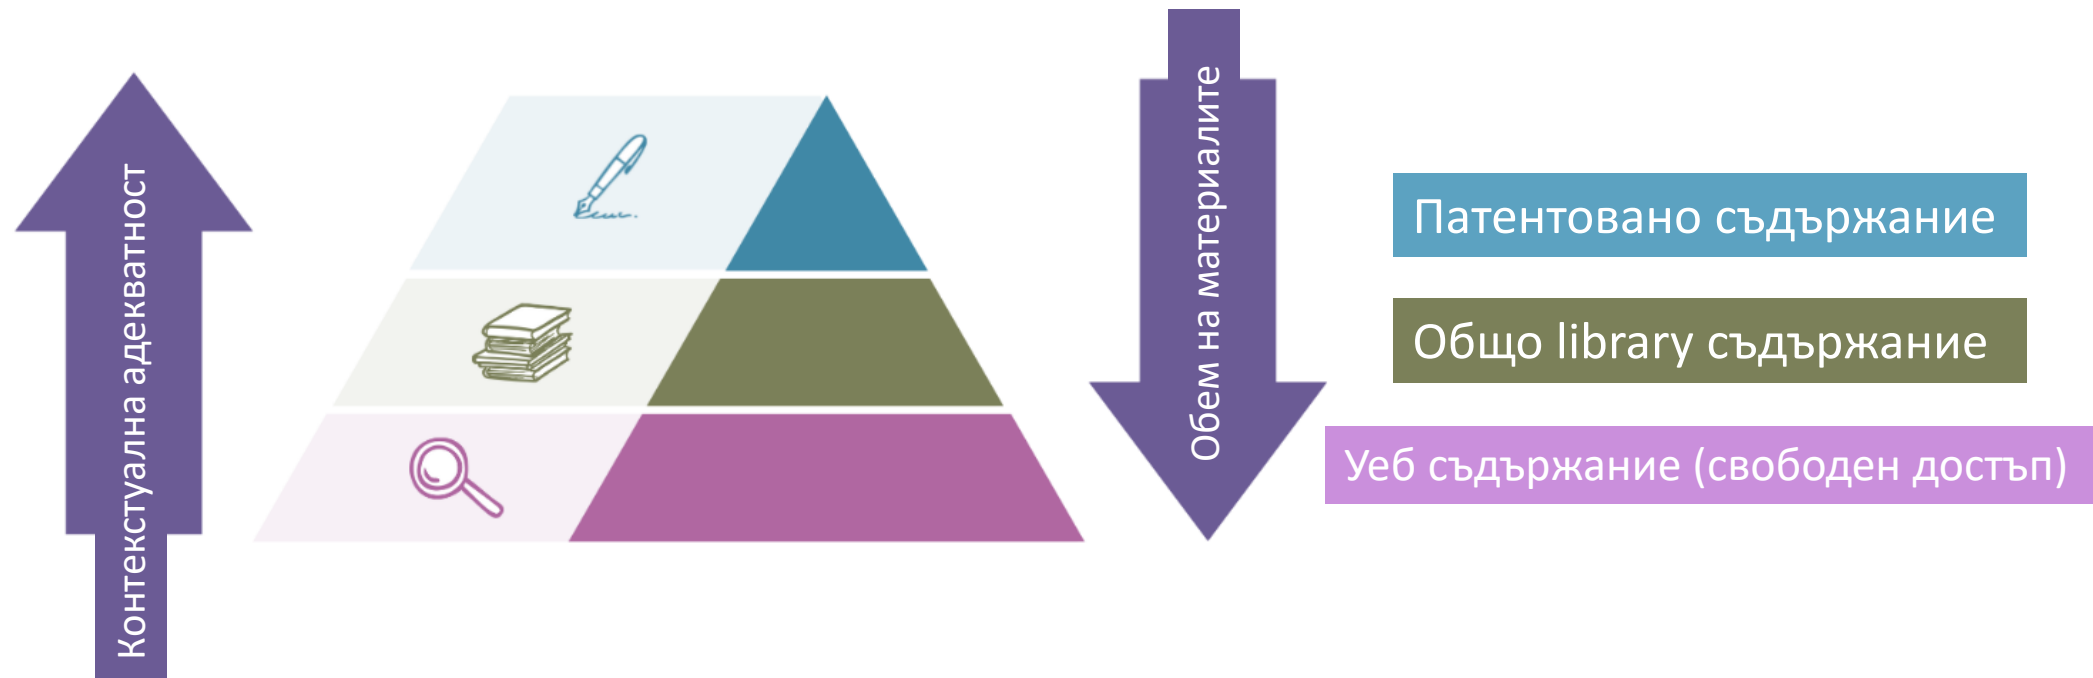 Контекстуална адекватност
Обем на материалите
Патентовано съдържание
Общо library съдържание
Уеб съдържание (свободен достъп)